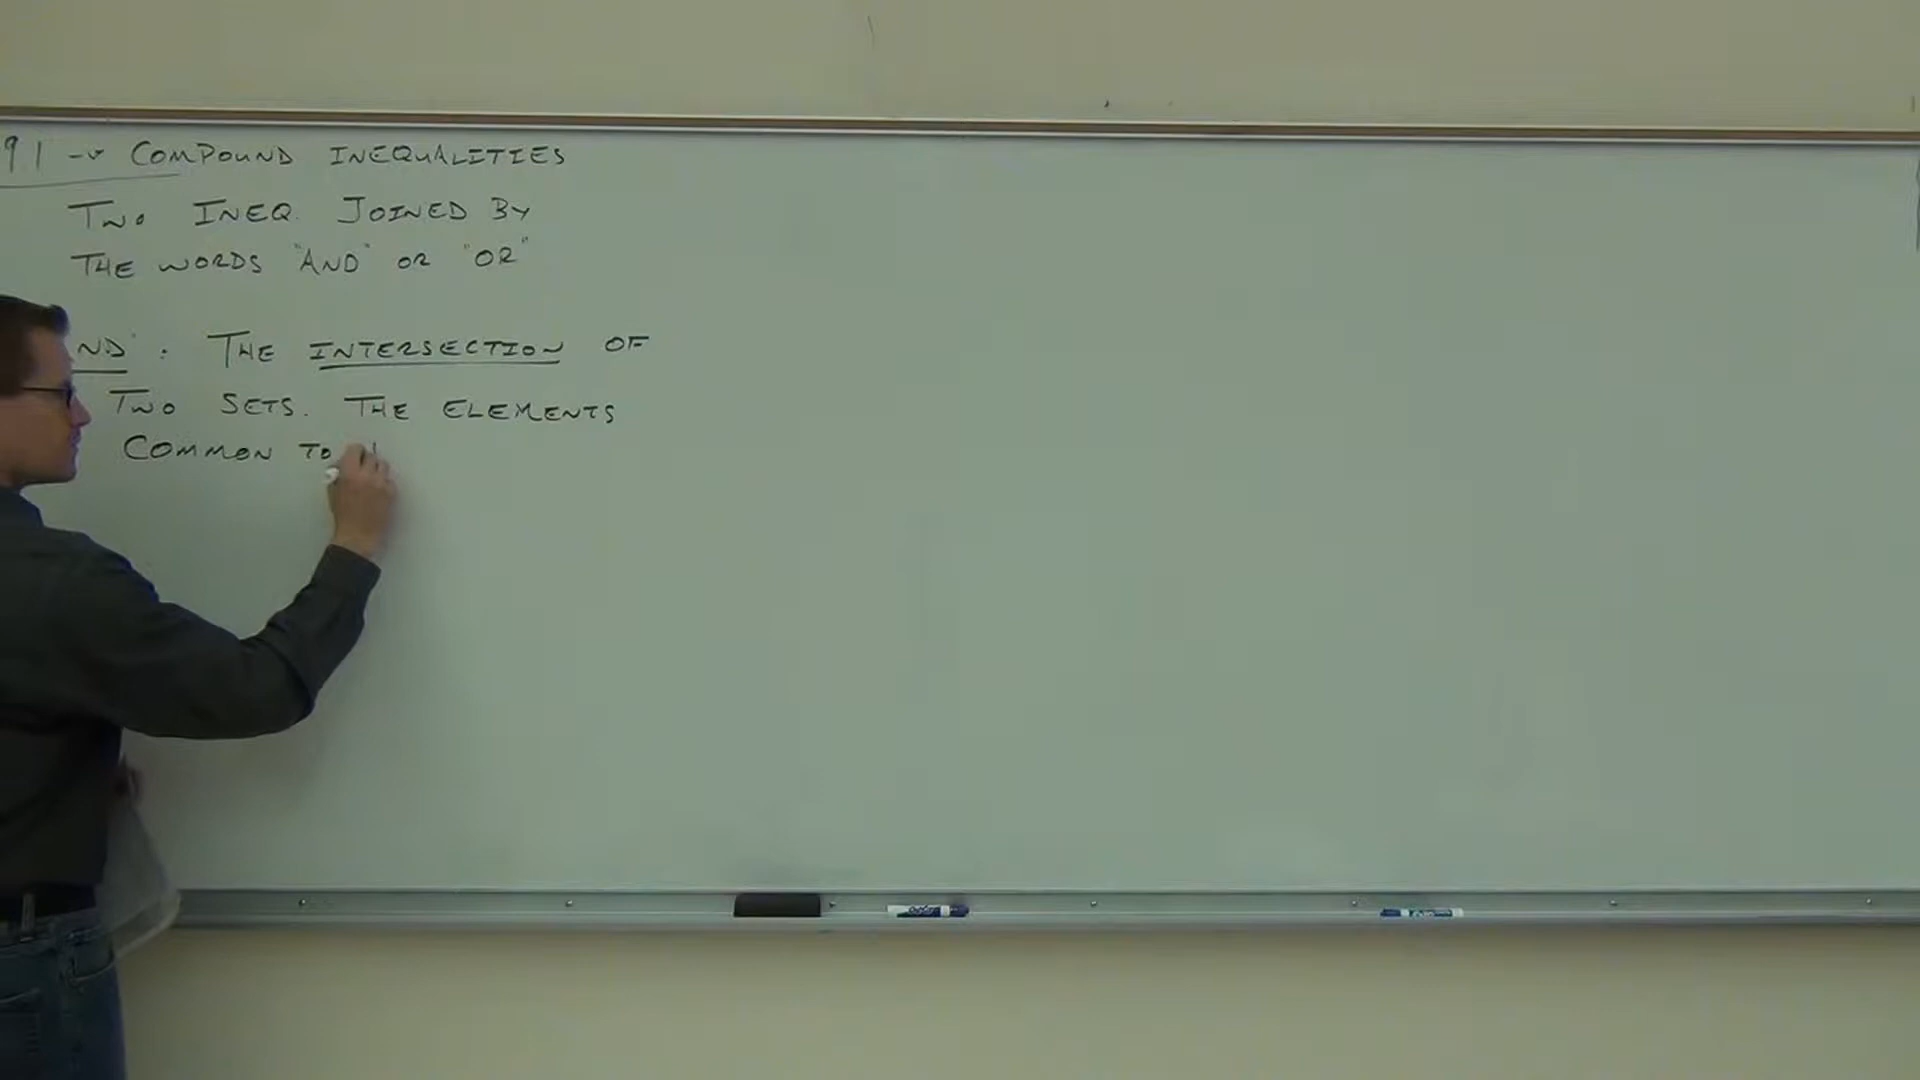 9.1 → COMPOUND INEQUALITIES
TWO INEQ. JOINED BY
THE WORDS "AND" OR "OR"
ND" : THE INTERSECTION OF
TWO SETS. THE ELEMENTS
COMMON TO